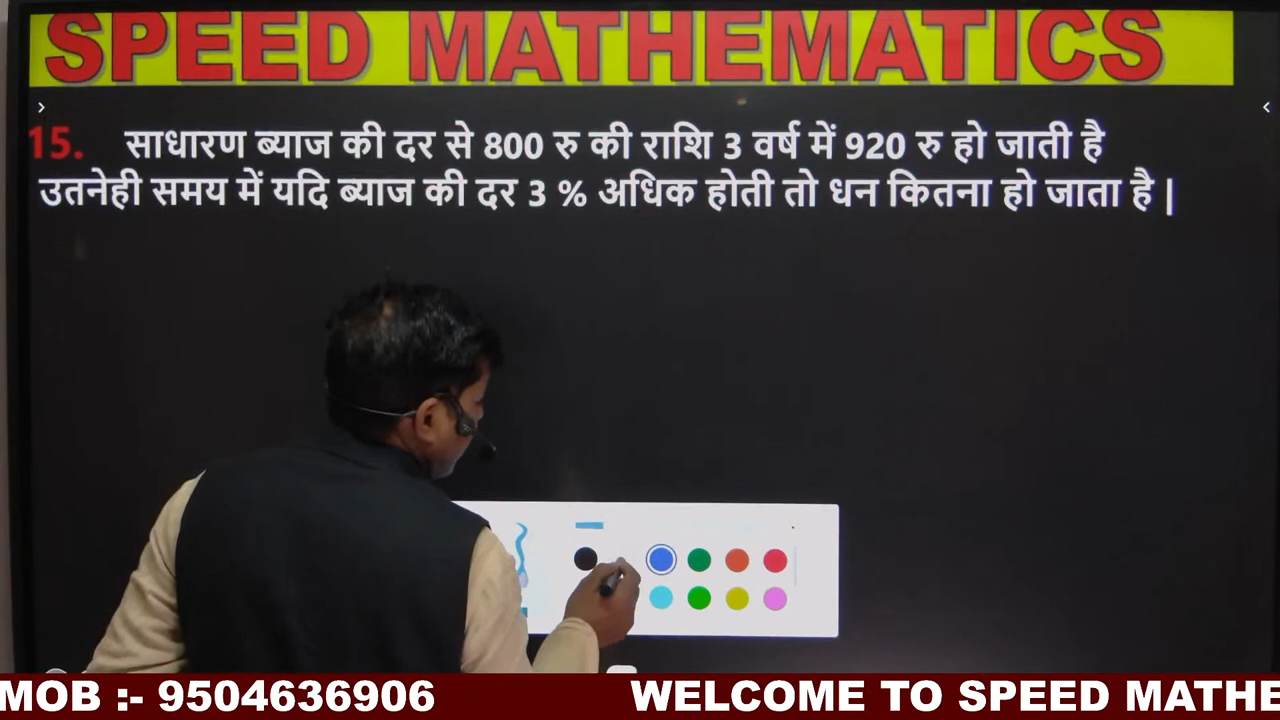 SPEED MATHEMATICS
15. साधारण ब्याज की दर से 800 रु की राशि 3 वर्ष में 920 रु हो जाती है
उतनेही समय में यदि ब्याज की दर 3 % अधिक होती तो धन कितना हो जाता है |
MOB :- 9504636906 WELCOME TO SPEED MATHE